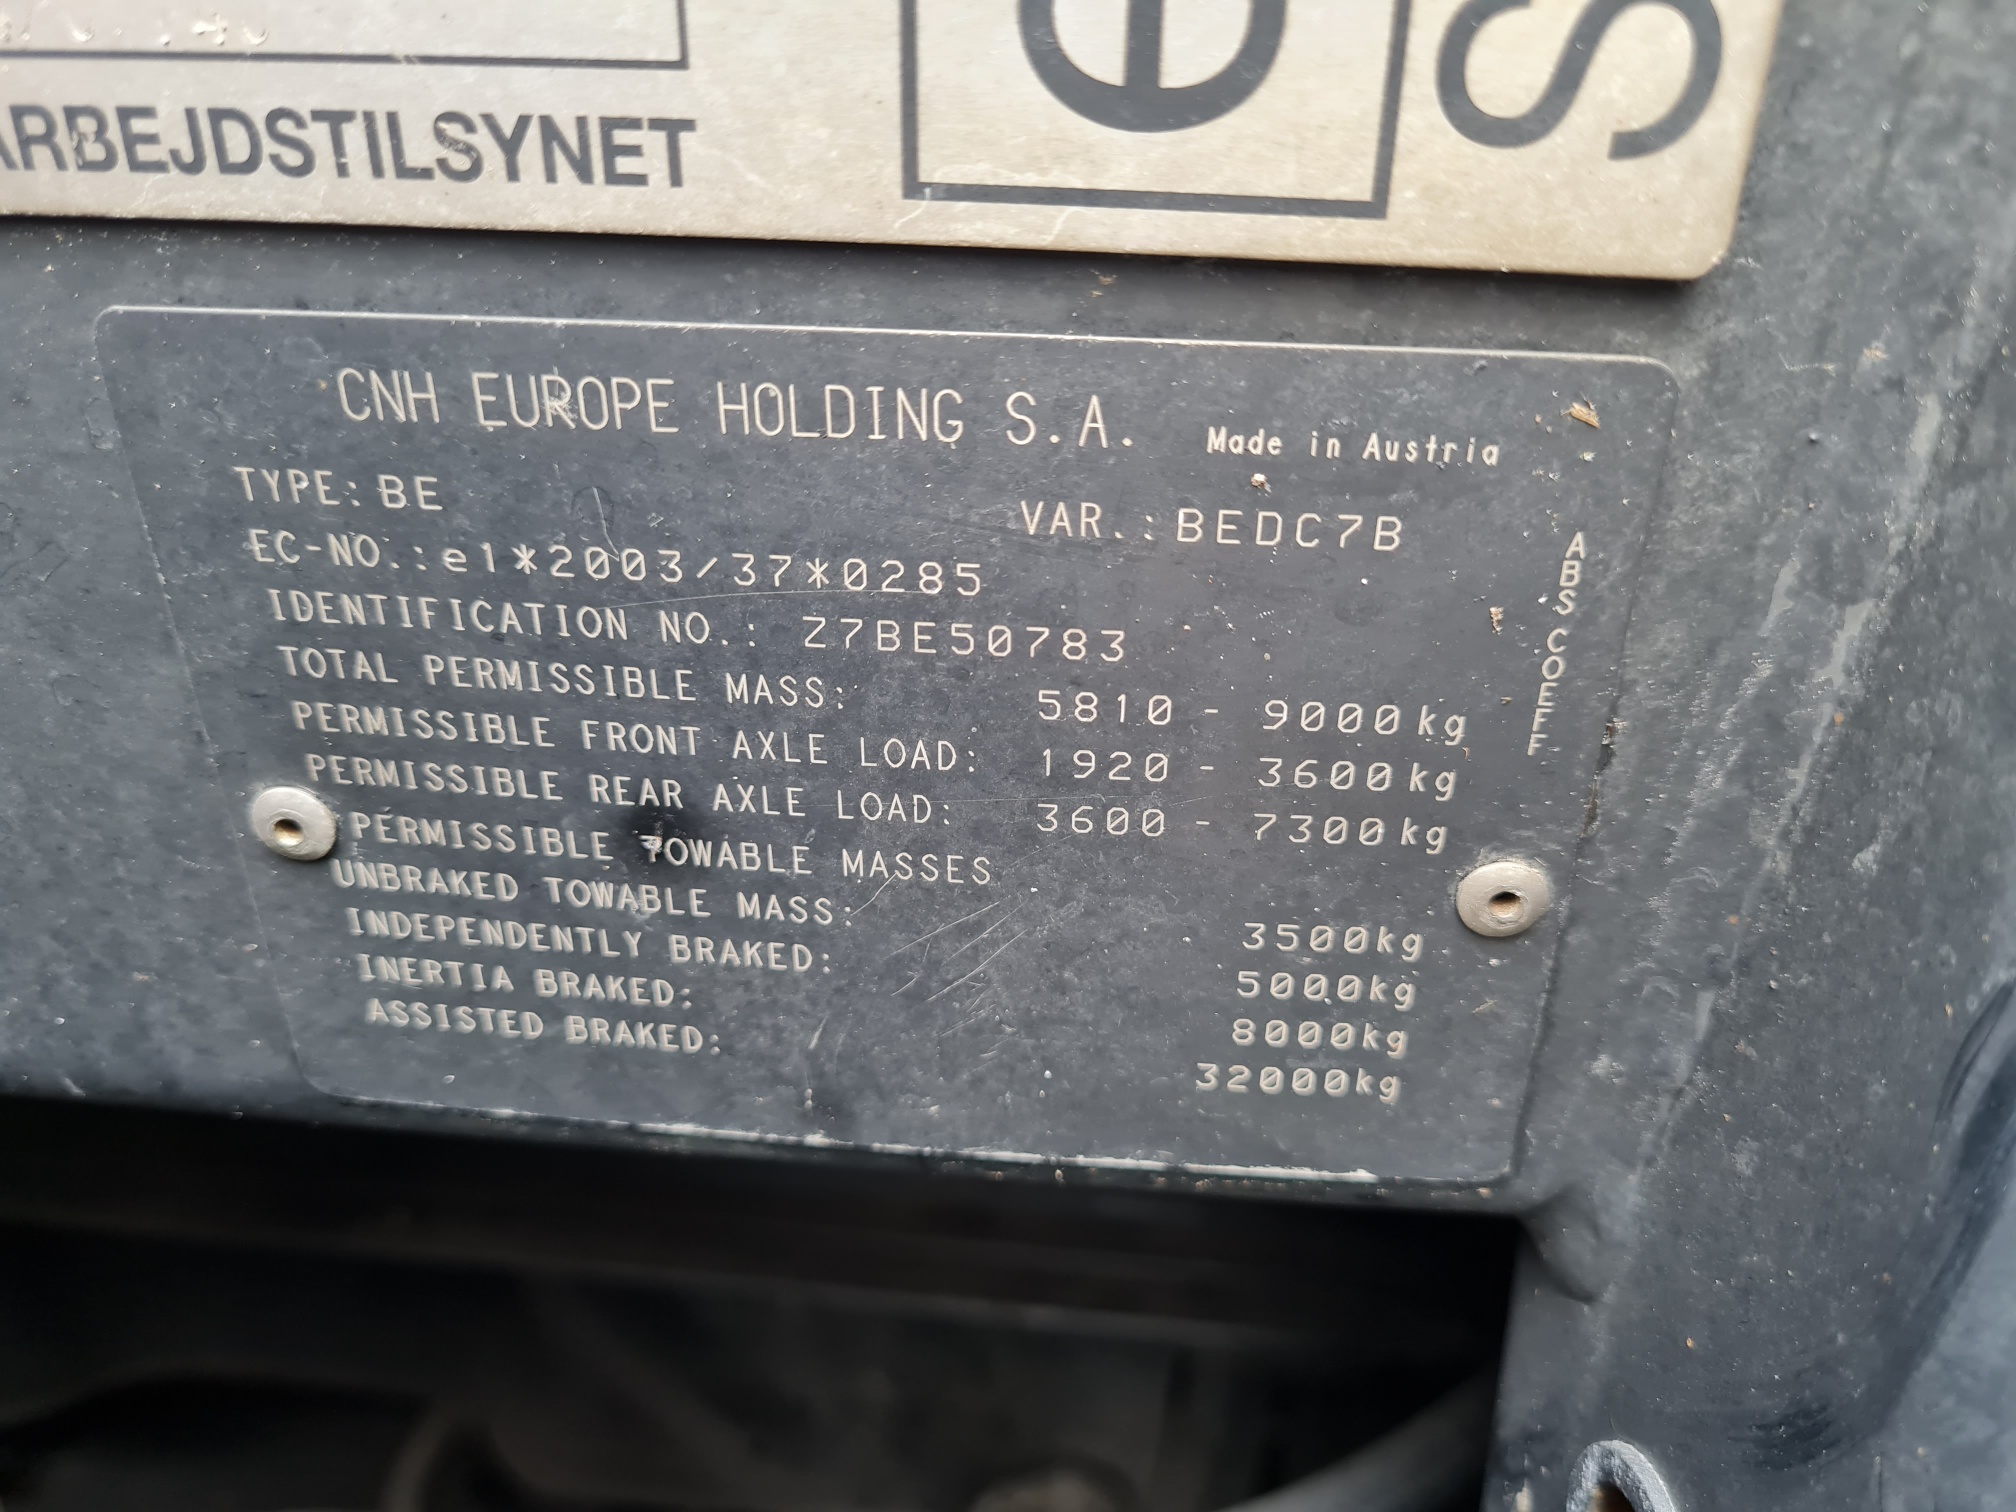 ARBEJDSTILSYNET
e
S
CNH EUROPE HOLDING S.A. Made in Austria
TYPE: BE VAR.: BEDC7B
EC-NO.: e1*2003/37*0285
IDENTIFICATION NO.: Z7BE50783
TOTAL PERMISSIBLE MASS: 5810 - 9000kg
PERMISSIBLE FRONT AXLE LOAD: 1920 - 3600kg
PERMISSIBLE REAR AXLE LOAD: 3600 - 7300kg
PERMISSIBLE TOWABLE MASSES
UNBRAKED TOWABLE MASS: 3500kg
INDEPENDENTLY BRAKED: 5000kg
INERTIA BRAKED: 8000kg
ASSISTED BRAKED: 32000kg
ABS COEFF